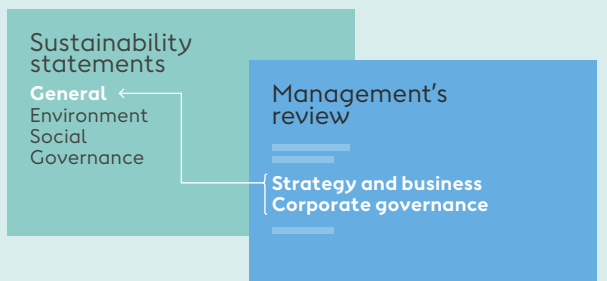 Sustainability
statements
General
Environment
Social
Governance
Management's
review
Strategy and business
Corporate governance